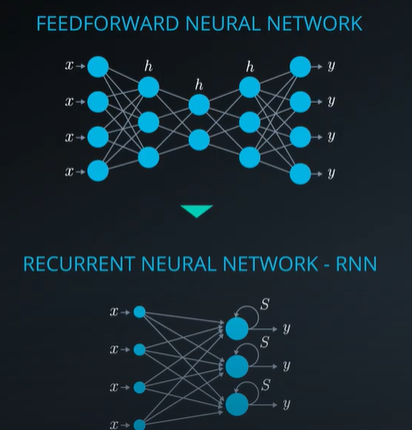 FEEDFORWARD NEURAL NETWORK
h
x h h y
x y
x y
x y
RECURRENT NEURAL NETWORK - RNN
S
x
y
S
x
y
x S
y
x